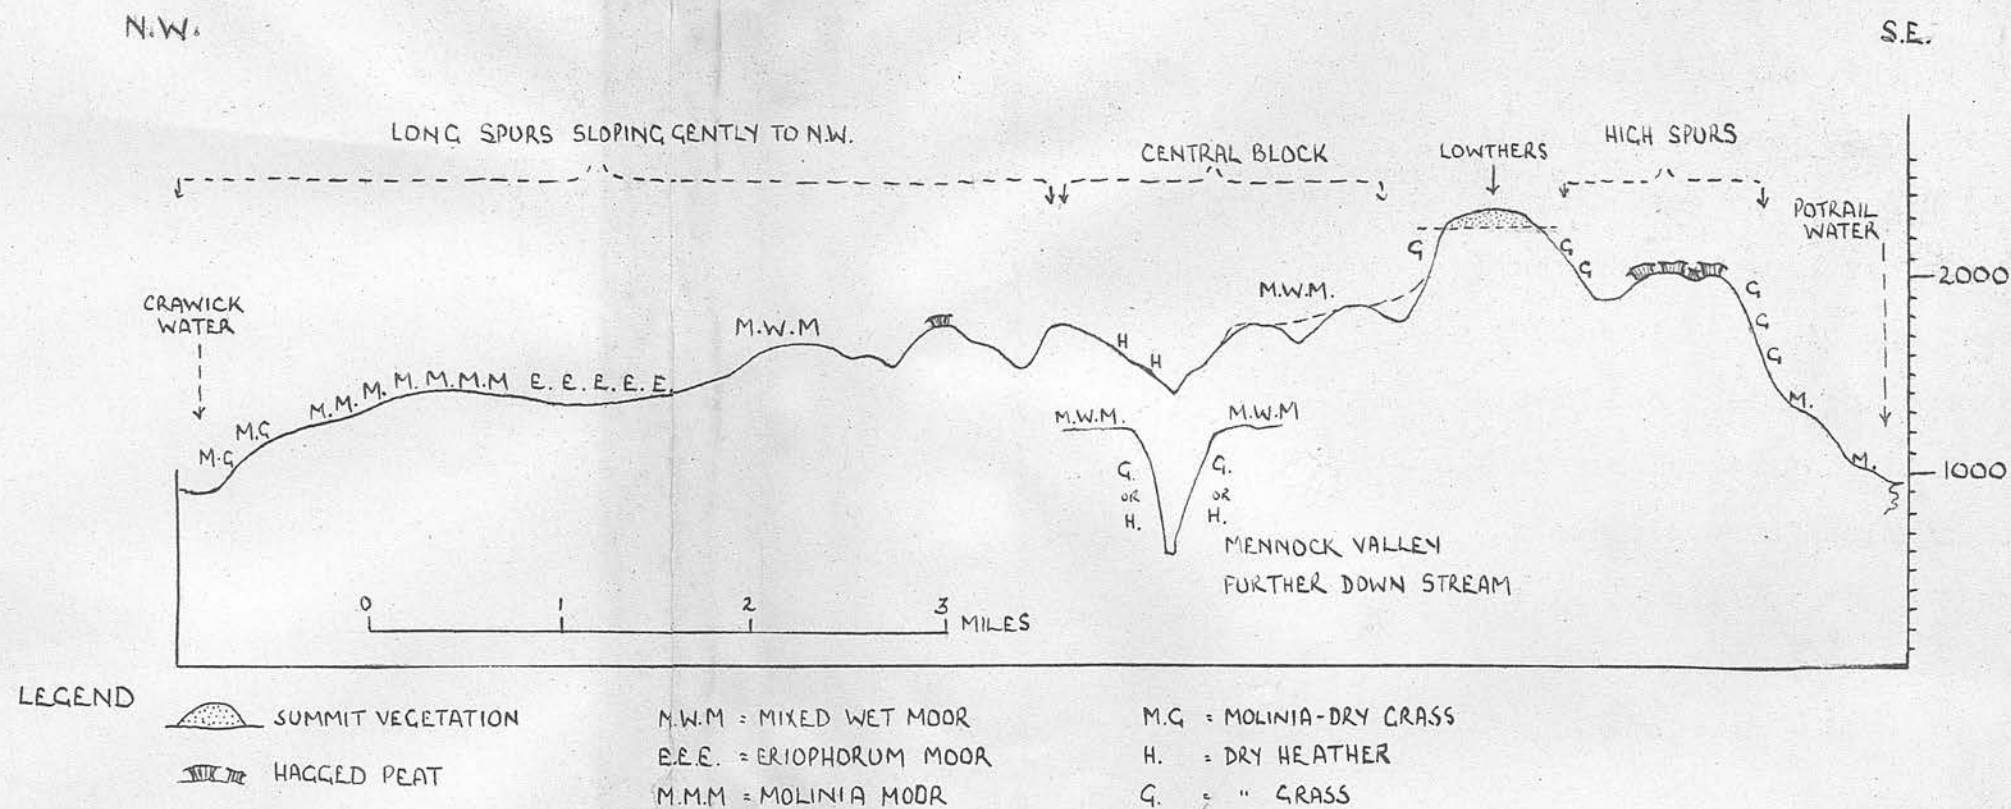 N.W.
S.E.
LONG SPURS SLOPING GENTLY TO N.W.
CENTRAL BLOCK
LOWTHERS
HIGH SPURS
POTRAIL
WATER
CRAWICK
WATER
M.G
M.G
M. M. M. M. M.M.M
E. E. E. E. E.
M.W.M
H
H
M.W.M.
G
G
G
G
G
G
M.
M.
2000
1000
M.W.M.
M.W.M
G.
OR
H.
G.
OR
H.
MENNOCK VALLEY
FURTHER DOWN STREAM
0 1 2 3 MILES
LEGEND
SUMMIT VEGETATION
HAGGED PEAT
M.W.M = MIXED WET MOOR
E.E.E. = ERIOPHORUM MOOR
M.M.M = MOLINIA MOOR
M.G = MOLINIA-DRY GRASS
H. = DRY HEATHER
G. = " GRASS